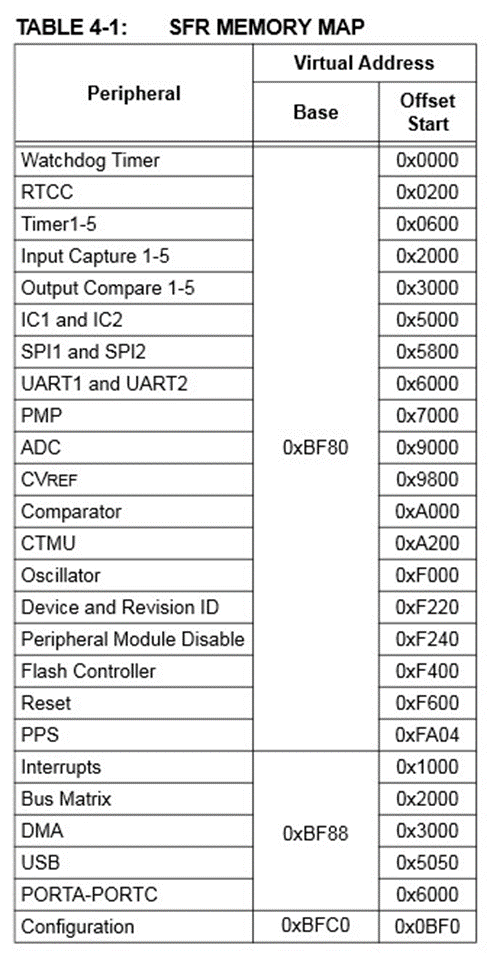 TABLE 4-1: SFR MEMORY MAP
Peripheral
Virtual Address
Base
Offset
Start
Watchdog Timer 0x0000
RTCC 0x0200
Timer1-5 0x0600
Input Capture 1-5 0x2000
Output Compare 1-5 0x3000
IC1 and IC2 0x5000
SPI1 and SPI2 0x5800
UART1 and UART2 0x6000
PMP 0x7000
ADC 0xBF80 0x9000
CVREF 0x9800
Comparator 0xA000
CTMU 0xA200
Oscillator 0xF000
Device and Revision ID 0xF220
Peripheral Module Disable 0xF240
Flash Controller 0xF400
Reset 0xF600
PPS 0xFA04
Interrupts 0x1000
Bus Matrix 0x2000
DMA 0xBF88 0x3000
USB 0x5050
PORTA-PORTC 0x6000
Configuration 0xBFC0 0x0BF0